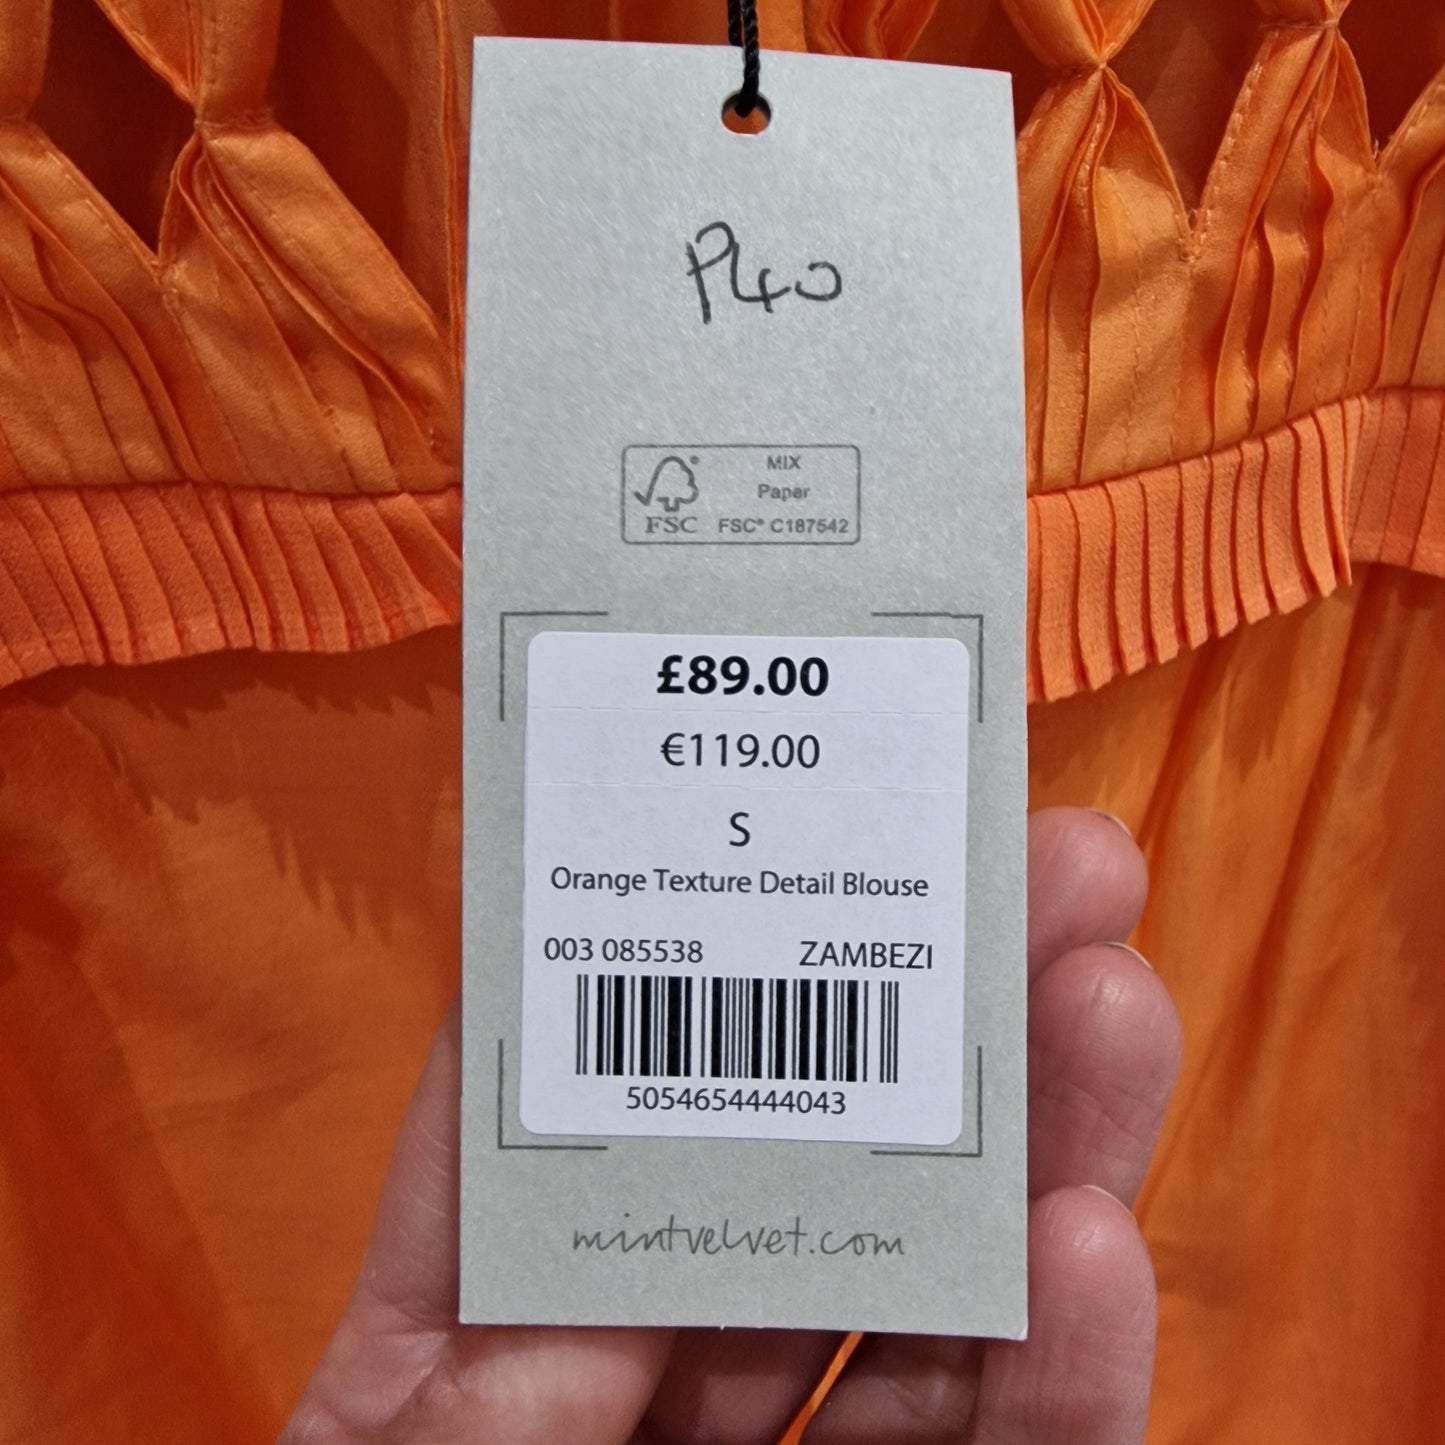 P40
MIX
Paper
FSC® C187542
FSC
£89.00
€119.00
S
Orange Texture Detail Blouse
003 085538 ZAMBEZI
5054654444043
mintvelvet.com